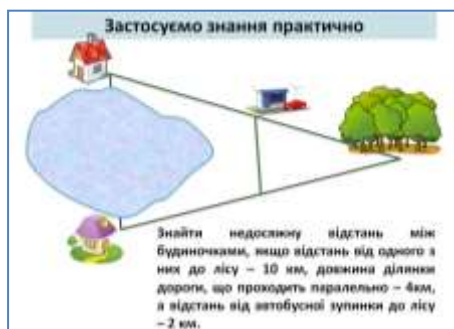 Застосуємо знання практично
Знайти недосяжну відстань між
будиночками, якщо відстань від одного з
них до лісу – 10 км, довжина ділянки
дороги, що проходить паралельно – 4км,
а відстань від автобусної зупинки до лісу
– 2 км.